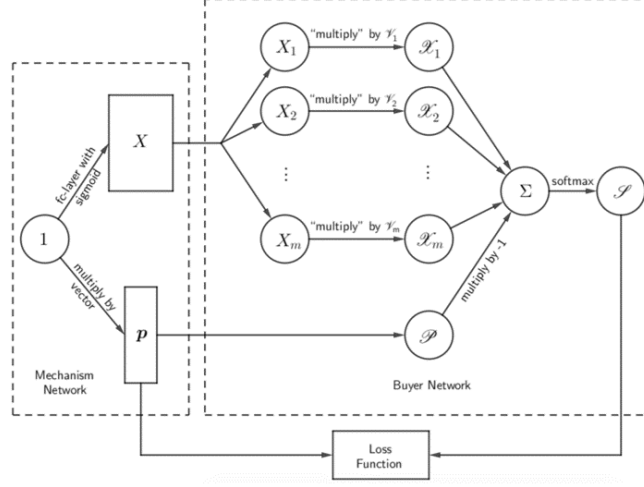 X₁
"multiply" by 𝒱₁
𝒳₁
X₂
"multiply" by 𝒱₂
𝒳₂
X
fc-layer with
sigmoid
⋮
⋮
Σ
softmax
𝒮
1
Xₘ
"multiply" by 𝒱ₘ
𝒳ₘ
multiply by
vector
multiply by -1
p
𝒫
Mechanism
Network
Buyer Network
Loss
Function